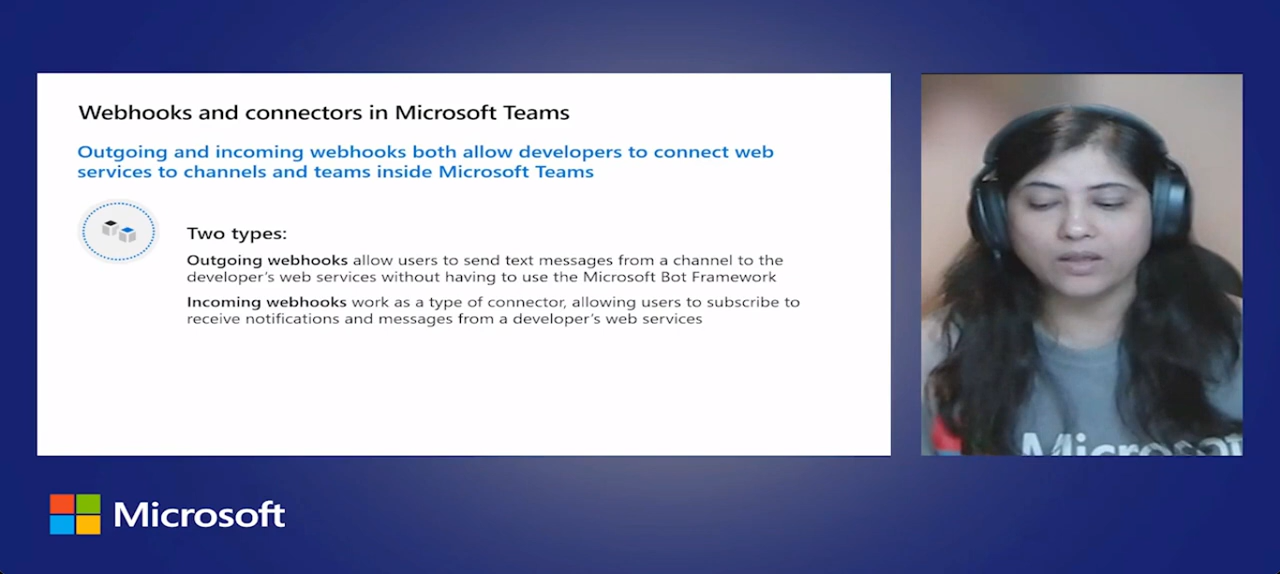 Webhooks and connectors in Microsoft Teams
Outgoing and incoming webhooks both allow developers to connect web
services to channels and teams inside Microsoft Teams
Two types:
Outgoing webhooks allow users to send text messages from a channel to the
developer's web services without having to use the Microsoft Bot Framework
Incoming webhooks work as a type of connector, allowing users to subscribe to
receive notifications and messages from a developer's web services
Microsoft
Microsoft